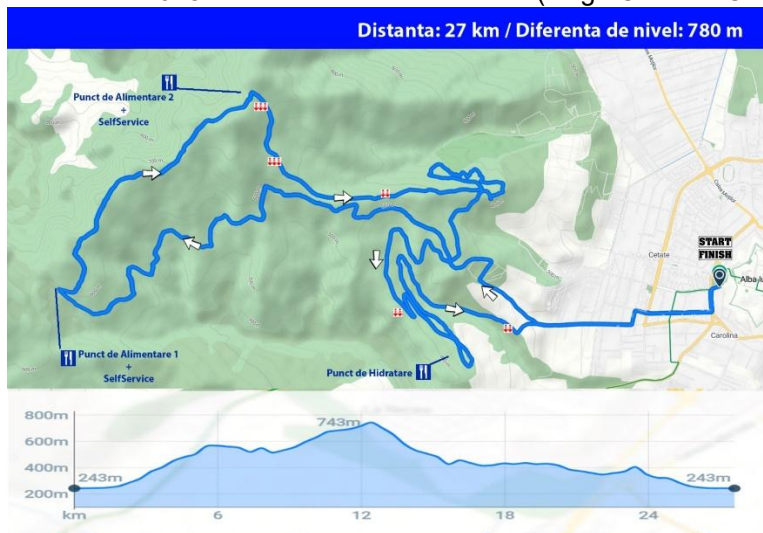 Distanta: 27 km / Diferenta de nivel: 780 m
Punct de Alimentare 2
+
SelfService
START
FINISH
Cetate
Alba Iu
Carolina
Punct de Alimentare 1
+
SelfService
Punct de Hidratare
800m
600m
400m
200m
743m
243m
243m
km
6
12
18
24